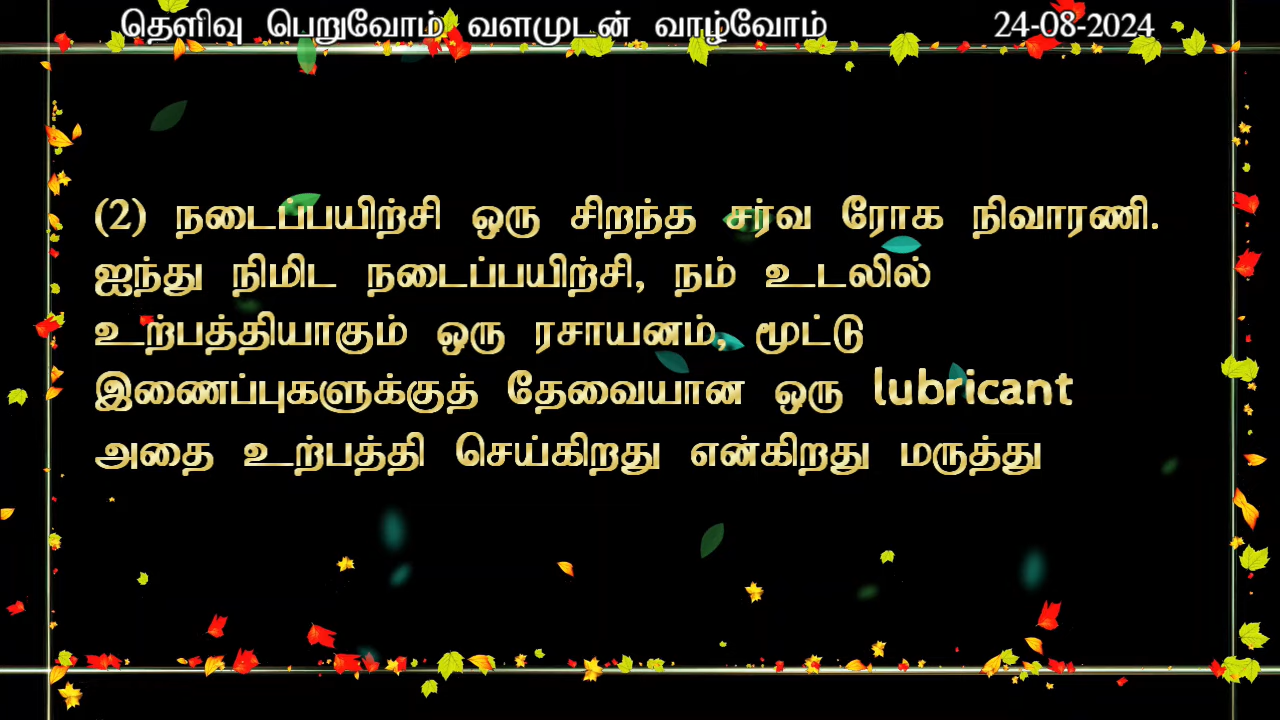 தெளிவு பெறுவோம் வளமுடன் வாழ்வோம் 24-08-2024
(2) நடைப்பயிற்சி ஒரு சிறந்த சர்வ ரோக நிவாரணி.
ஐந்து நிமிட நடைப்பயிற்சி, நம் உடலில்
உற்பத்தியாகும் ஒரு ரசாயனம், மூட்டு
இணைப்புகளுக்குத் தேவையான ஒரு lubricant
அதை உற்பத்தி செய்கிறது என்கிறது மருத்து